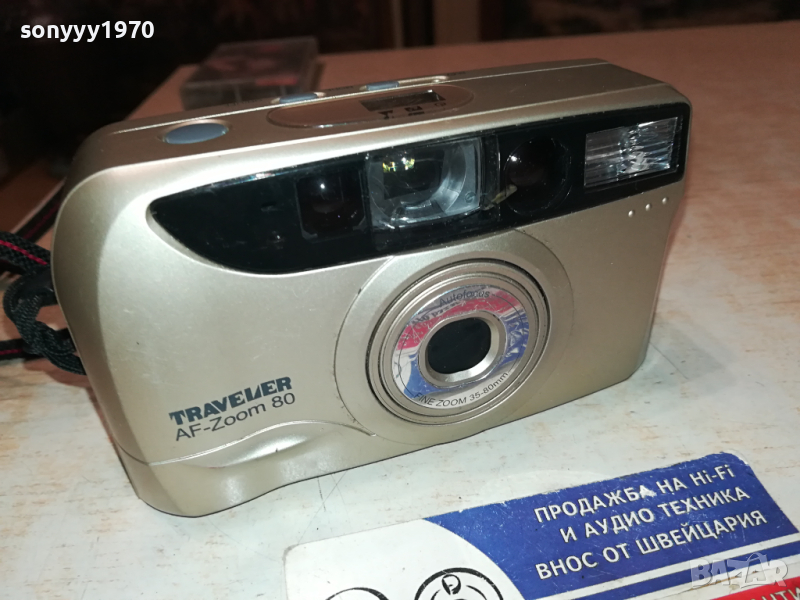 sonyyy1970
Autofocus
FINE ZOOM 35-80mm
TRAVELER
AF-Zoom 80
ПРОДАЖБА НА Hi-Fi
И АУДИО ТЕХНИКА
ВНОС ОТ ШВЕЙЦАРИЯ
BAZAR